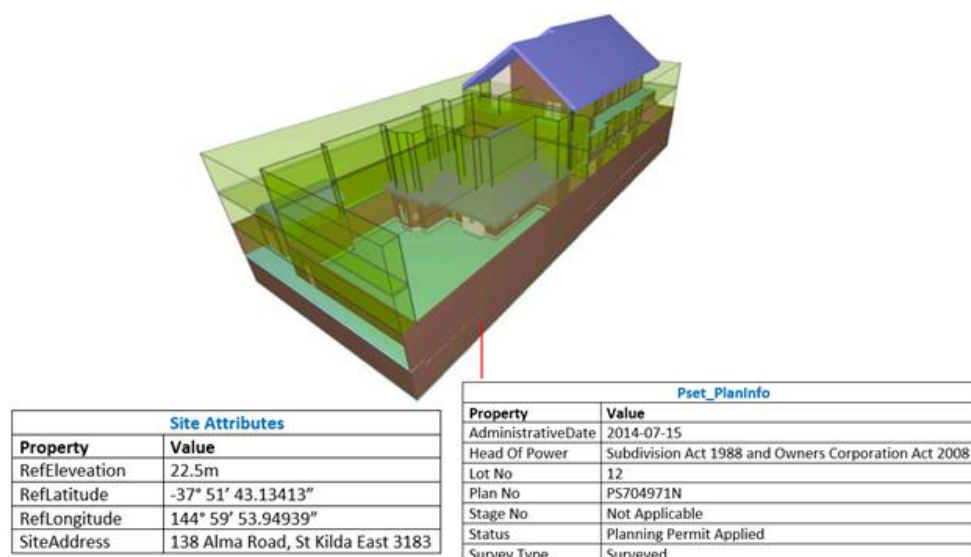 Site Attributes
Property Value
RefEleveation 22.5m
RefLatitude -37° 51′ 43.13413″
RefLongitude 144° 59′ 53.94939″
SiteAddress 138 Alma Road, St Kilda East 3183
Pset_PlanInfo
Property Value
AdministrativeDate 2014-07-15
Head Of Power Subdivision Act 1988 and Owners Corporation Act 2008
Lot No 12
Plan No PS704971N
Stage No Not Applicable
Status Planning Permit Applied
Survey Type Surveyed